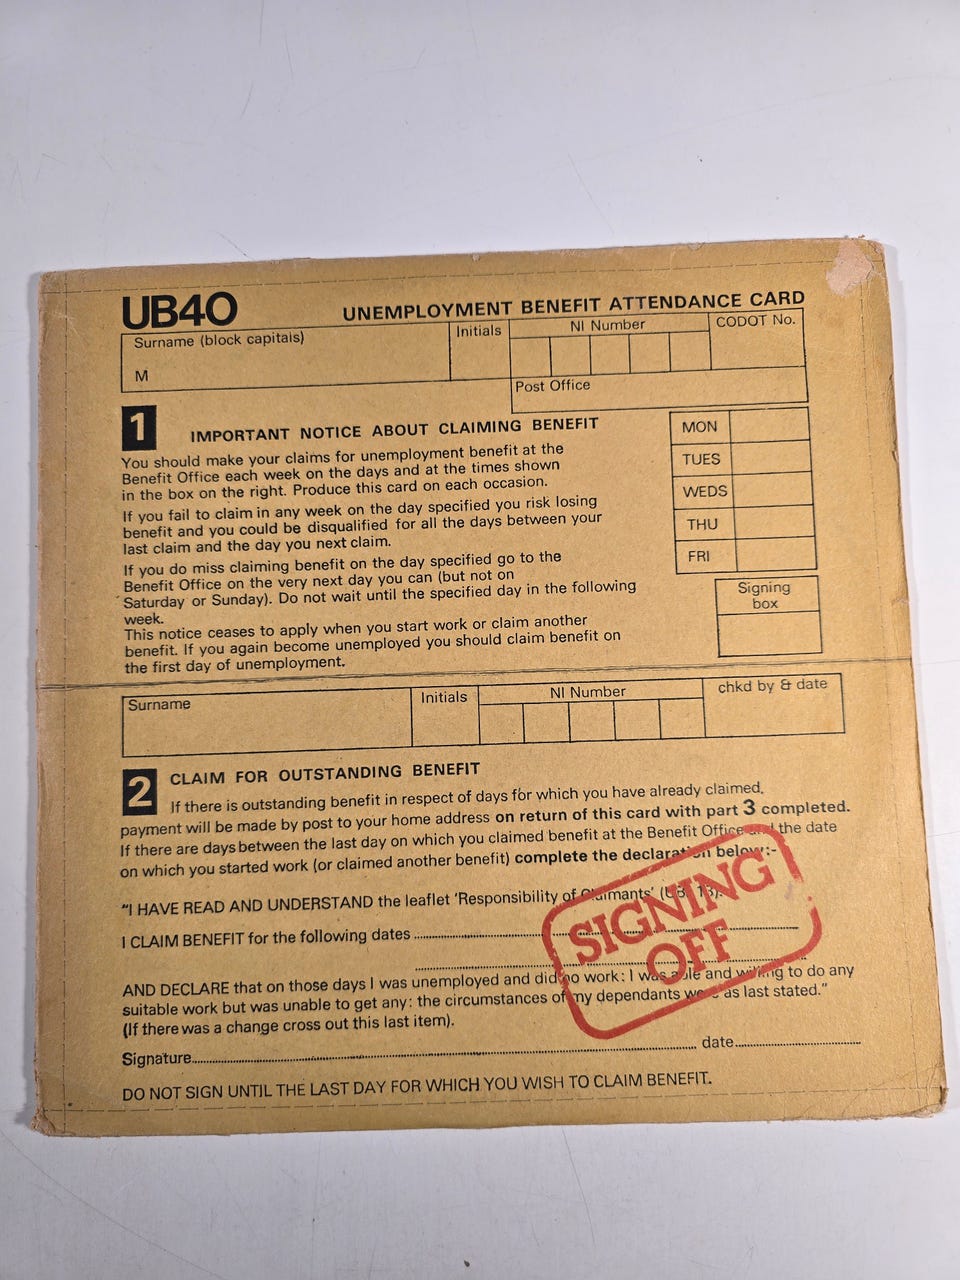 UB40
UNEMPLOYMENT BENEFIT ATTENDANCE CARD
Surname (block capitals)
Initials
NI Number
CODOT No.
M
Post Office
1
IMPORTANT NOTICE ABOUT CLAIMING BENEFIT
You should make your claims for unemployment benefit at the
Benefit Office each week on the days and at the times shown
in the box on the right. Produce this card on each occasion.
If you fail to claim in any week on the day specified you risk losing
benefit and you could be disqualified for all the days between your
last claim and the day you next claim.
If you do miss claiming benefit on the day specified go to the
Benefit Office on the very next day you can (but not on
Saturday or Sunday). Do not wait until the specified day in the following
week.
This notice ceases to apply when you start work or claim another
benefit. If you again become unemployed you should claim benefit on
the first day of unemployment.
MON
TUES
WEDS
THU
FRI
Signing
box
Surname
Initials
NI Number
chkd by & date
2
CLAIM FOR OUTSTANDING BENEFIT
If there is outstanding benefit in respect of days for which you have already claimed,
payment will be made by post to your home address on return of this card with part 3 completed.
If there are days between the last day on which you claimed benefit at the Benefit Office and the date
on which you started work (or claimed another benefit) complete the declaration below:-
"I HAVE READ AND UNDERSTAND the leaflet 'Responsibility of Claimants' (UBL 18).
I CLAIM BENEFIT for the following dates
AND DECLARE that on those days I was unemployed and did no work: I was able and willing to do any
suitable work but was unable to get any: the circumstances of my dependants were as last stated."
(If there was a change cross out this last item).
Signature
date
DO NOT SIGN UNTIL THE LAST DAY FOR WHICH YOU WISH TO CLAIM BENEFIT.
SIGNING
OFF